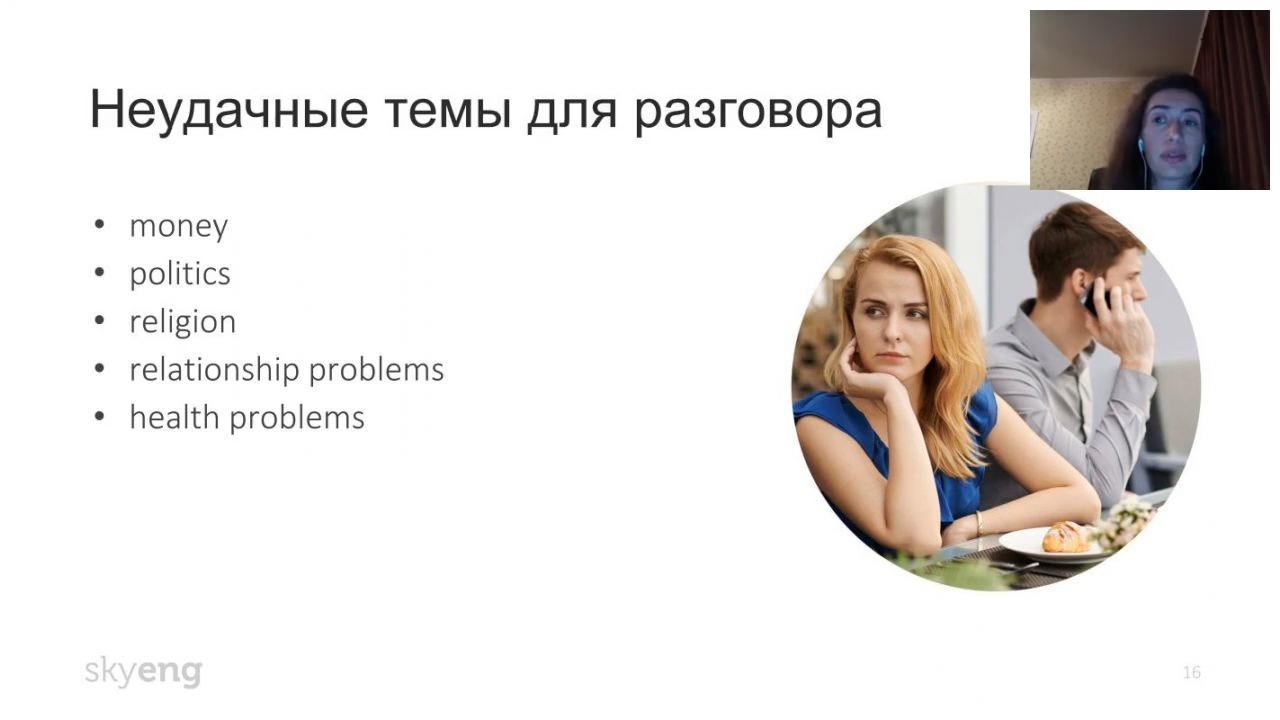 Неудачные темы для разговора
• money
• politics
• religion
• relationship problems
• health problems
skyeng
16